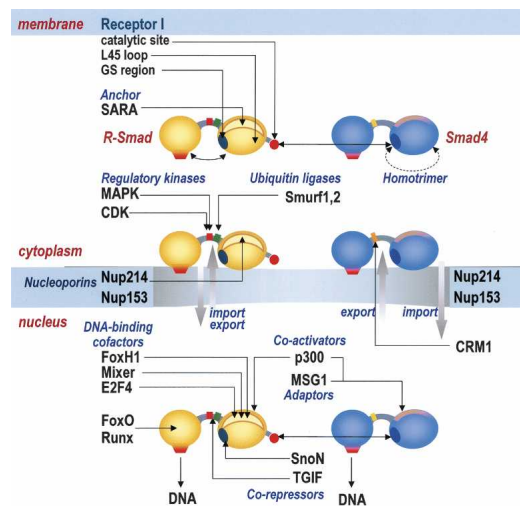 membrane Receptor I
catalytic site
L45 loop
GS region
Anchor
SARA
R-Smad
Smad4
Regulatory kinases
Ubiquitin ligases
Homotrimer
MAPK
Smurf1,2
CDK
cytoplasm
Nucleoporins
Nup214
Nup153
Nup214
Nup153
nucleus
import
export
export
import
DNA-binding
cofactors
Co-activators
CRM1
FoxH1
p300
Mixer
MSG1
E2F4
Adaptors
FoxO
Runx
SnoN
TGIF
DNA
Co-repressors
DNA